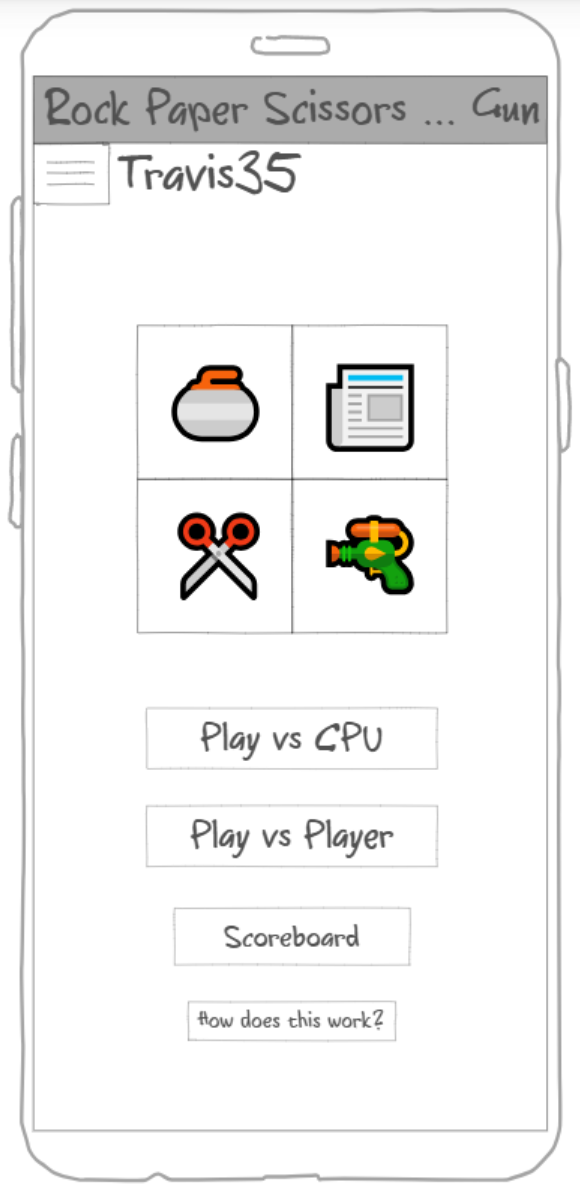 Rock Paper Scissors ... Gun
Travis35
Play vs CPU
Play vs Player
Scoreboard
How does this work?